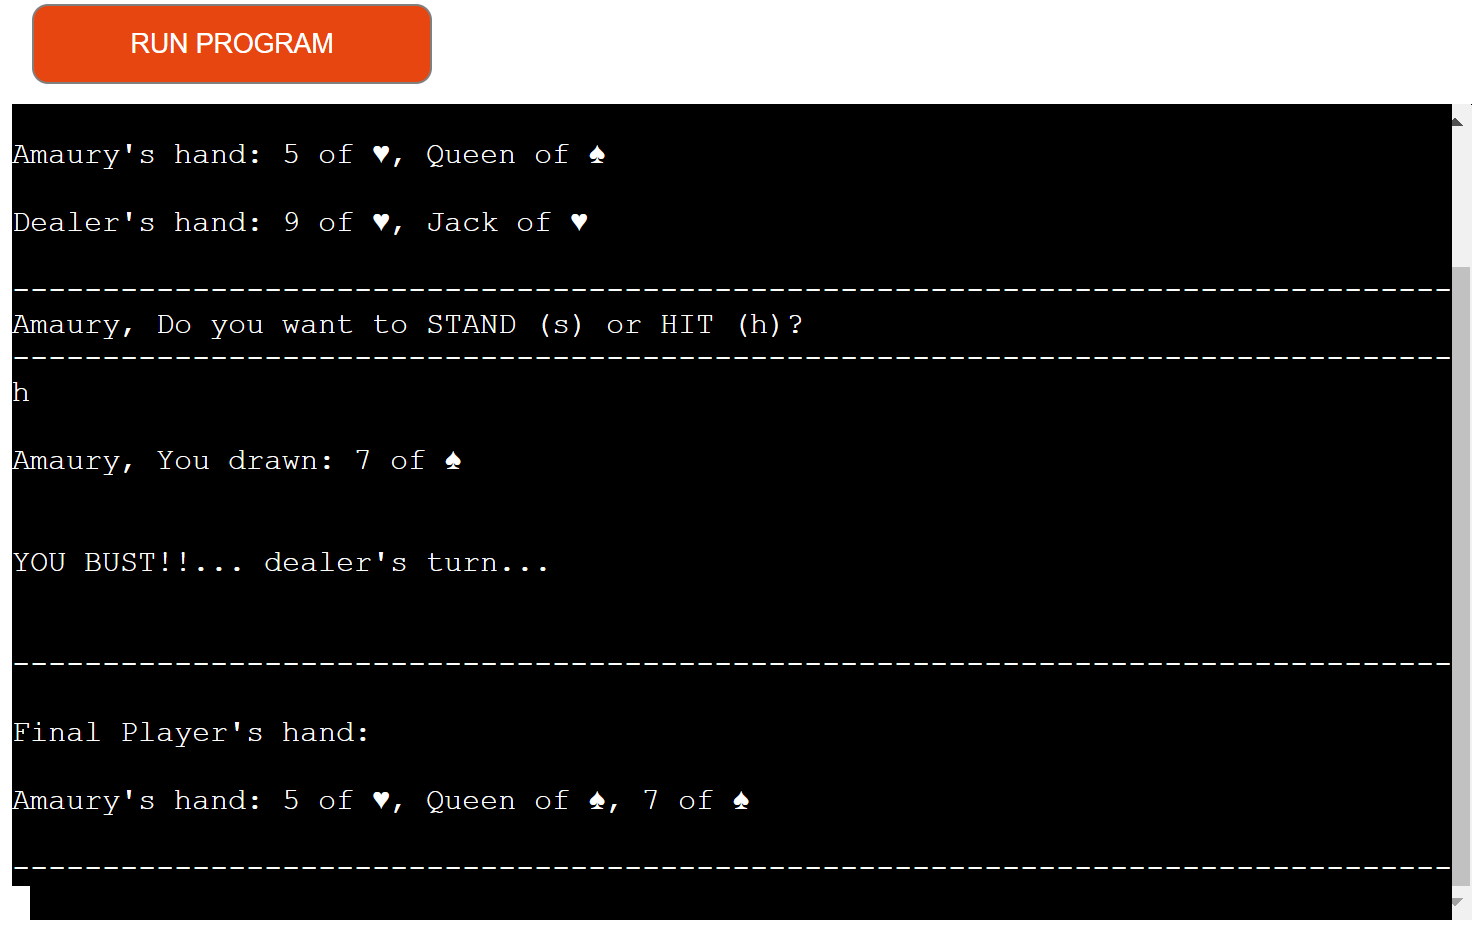 RUN PROGRAM
Amaury's hand: 5 of ♥, Queen of ♠
Dealer's hand: 9 of ♥, Jack of ♥
--------------------------------------------------------------------------------
Amaury, Do you want to STAND (s) or HIT (h)?
--------------------------------------------------------------------------------
h
Amaury, You drawn: 7 of ♠
YOU BUST!!... dealer's turn...
--------------------------------------------------------------------------------
Final Player's hand:
Amaury's hand: 5 of ♥, Queen of ♠, 7 of ♠
--------------------------------------------------------------------------------